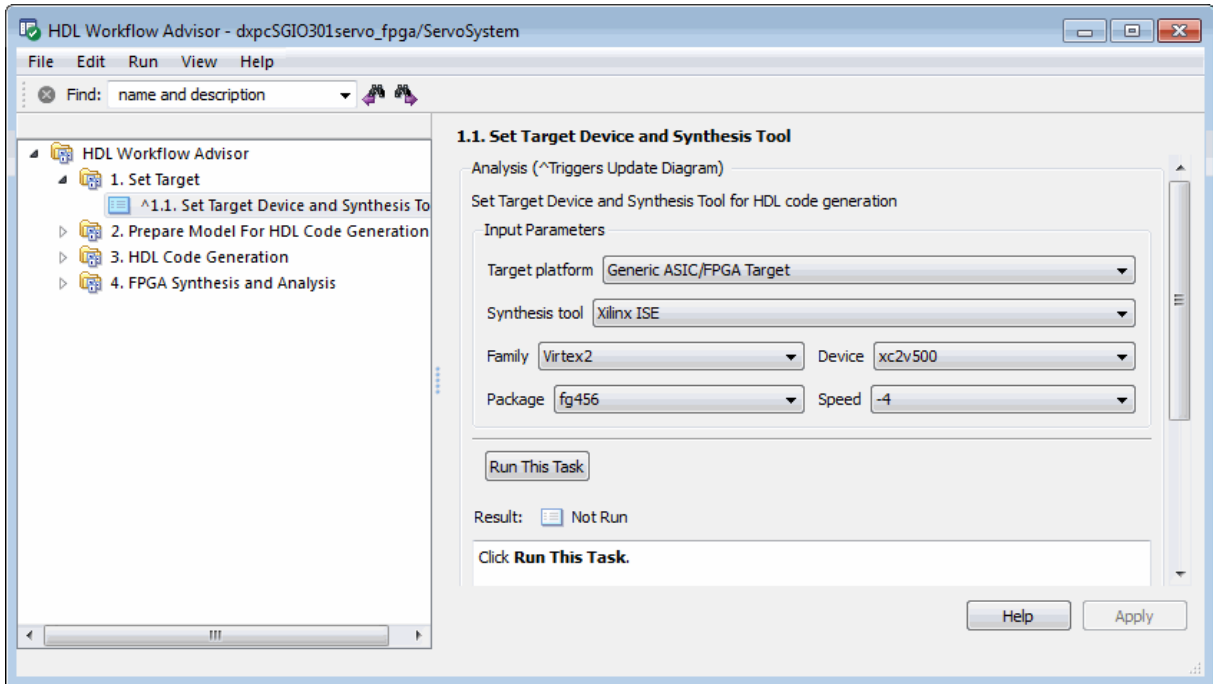 HDL Workflow Advisor - dxpcSGIO301servo_fpga/ServoSystem
File Edit Run View Help
Find: name and description
HDL Workflow Advisor
1. Set Target
^1.1. Set Target Device and Synthesis To
2. Prepare Model For HDL Code Generation
3. HDL Code Generation
4. FPGA Synthesis and Analysis
1.1. Set Target Device and Synthesis Tool
Analysis (^Triggers Update Diagram)
Set Target Device and Synthesis Tool for HDL code generation
Input Parameters
Target platform Generic ASIC/FPGA Target
Synthesis tool Xilinx ISE
Family Virtex2 Device xc2v500
Package fg456 Speed -4
Run This Task
Result: Not Run
Click Run This Task.
Help Apply